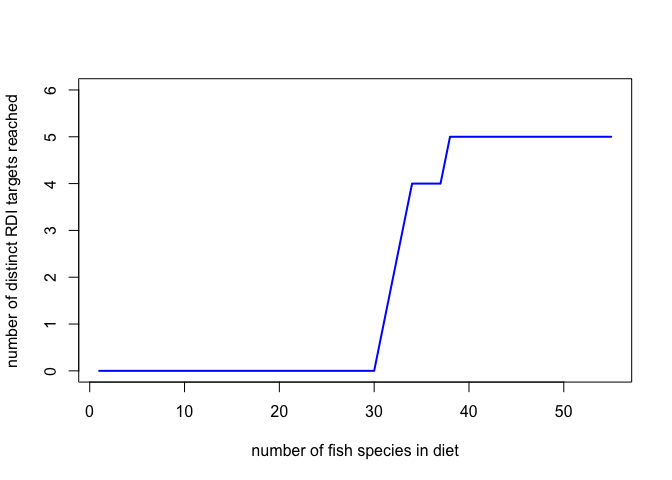 number of distinct RDI targets reached
6
5
4
3
2
1
0
0 10 20 30 40 50
number of fish species in diet